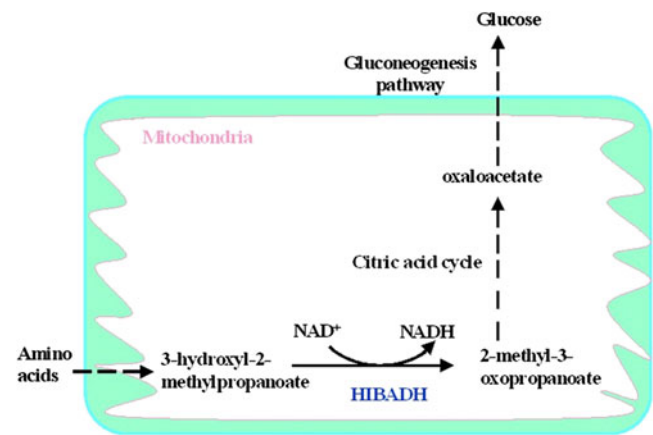 Glucose
Gluconeogenesis
pathway
Mitochondria
oxaloacetate
Citric acid cycle
NAD+
NADH
Amino
acids
3-hydroxyl-2-
methylpropanoate
2-methyl-3-
oxopropanoate
HIBADH